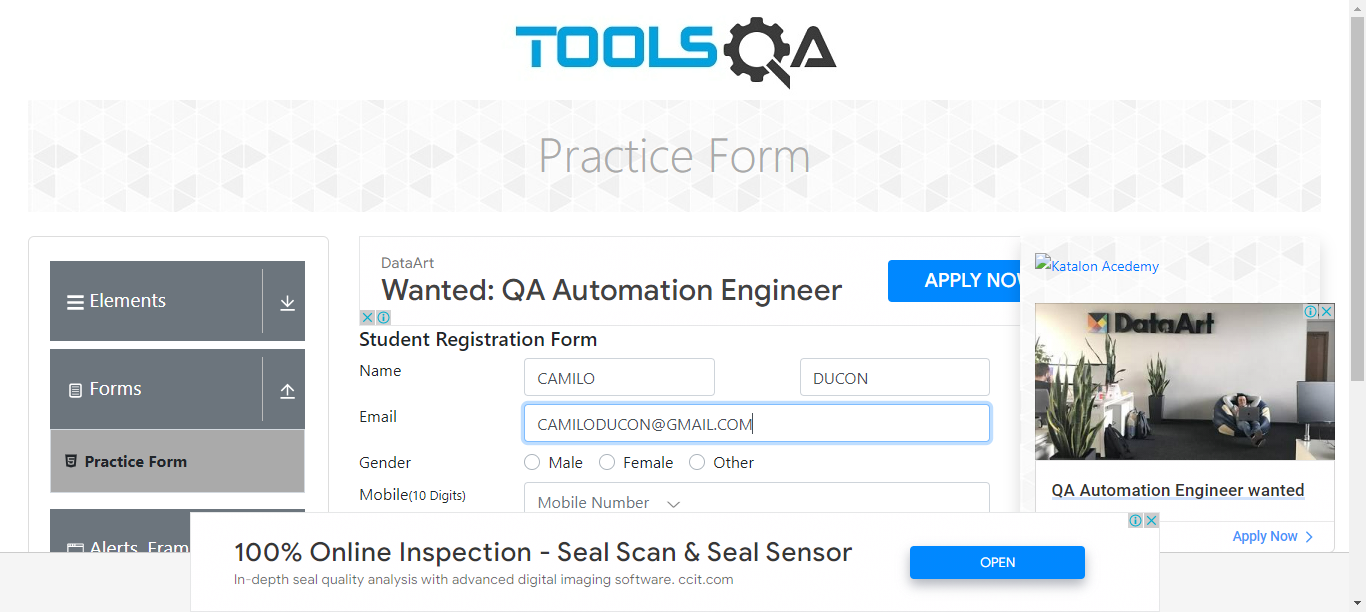 TOOLSQA
Practice Form
Elements
Forms
Practice Form
Alerts, Fram
DataArt
Wanted: QA Automation Engineer
APPLY NOW
Student Registration Form
Name
CAMILO
DUCON
Email
CAMILODUCON@GMAIL.COM
Gender
Male
Female
Other
Mobile(10 Digits)
Mobile Number
Katalon Acedemy
DataArt
QA Automation Engineer wanted
Apply Now
100% Online Inspection - Seal Scan & Seal Sensor
In-depth seal quality analysis with advanced digital imaging software. ccit.com
OPEN